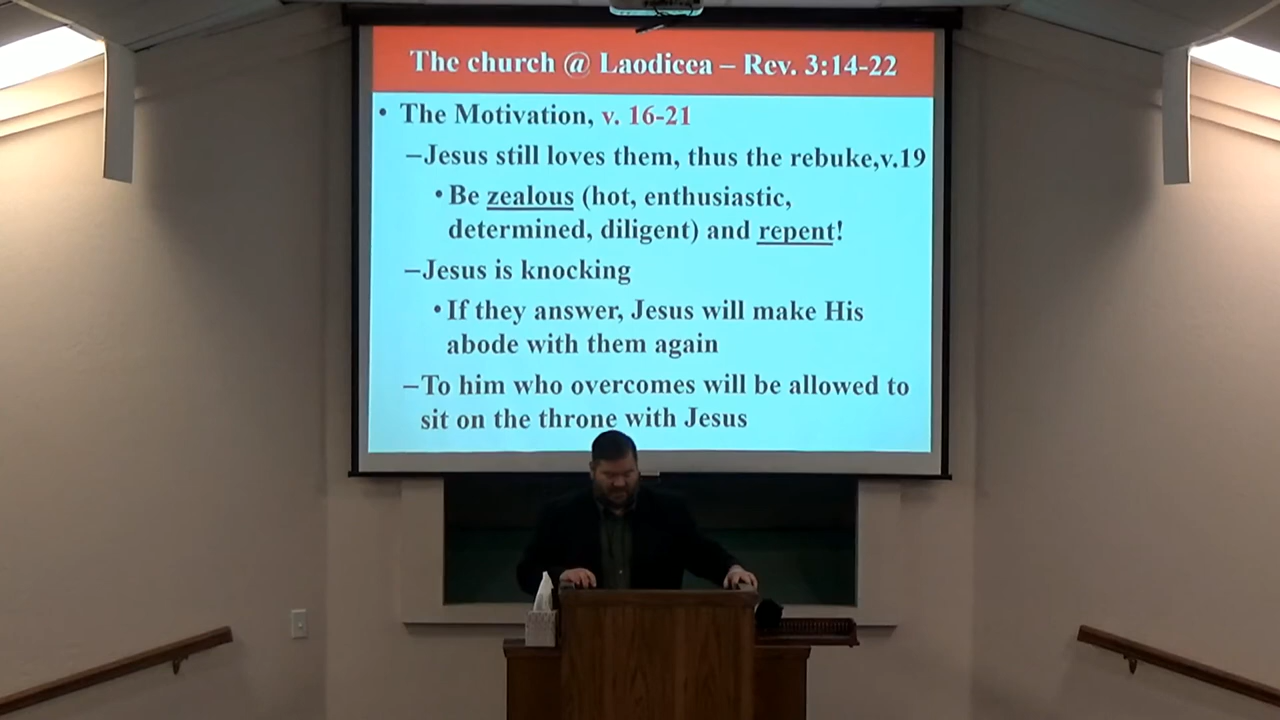 The church @ Laodicea – Rev. 3:14-22
• The Motivation, v. 16-21
–Jesus still loves them, thus the rebuke,v.19
• Be zealous (hot, enthusiastic,
determined, diligent) and repent!
–Jesus is knocking
• If they answer, Jesus will make His
abode with them again
–To him who overcomes will be allowed to
sit on the throne with Jesus